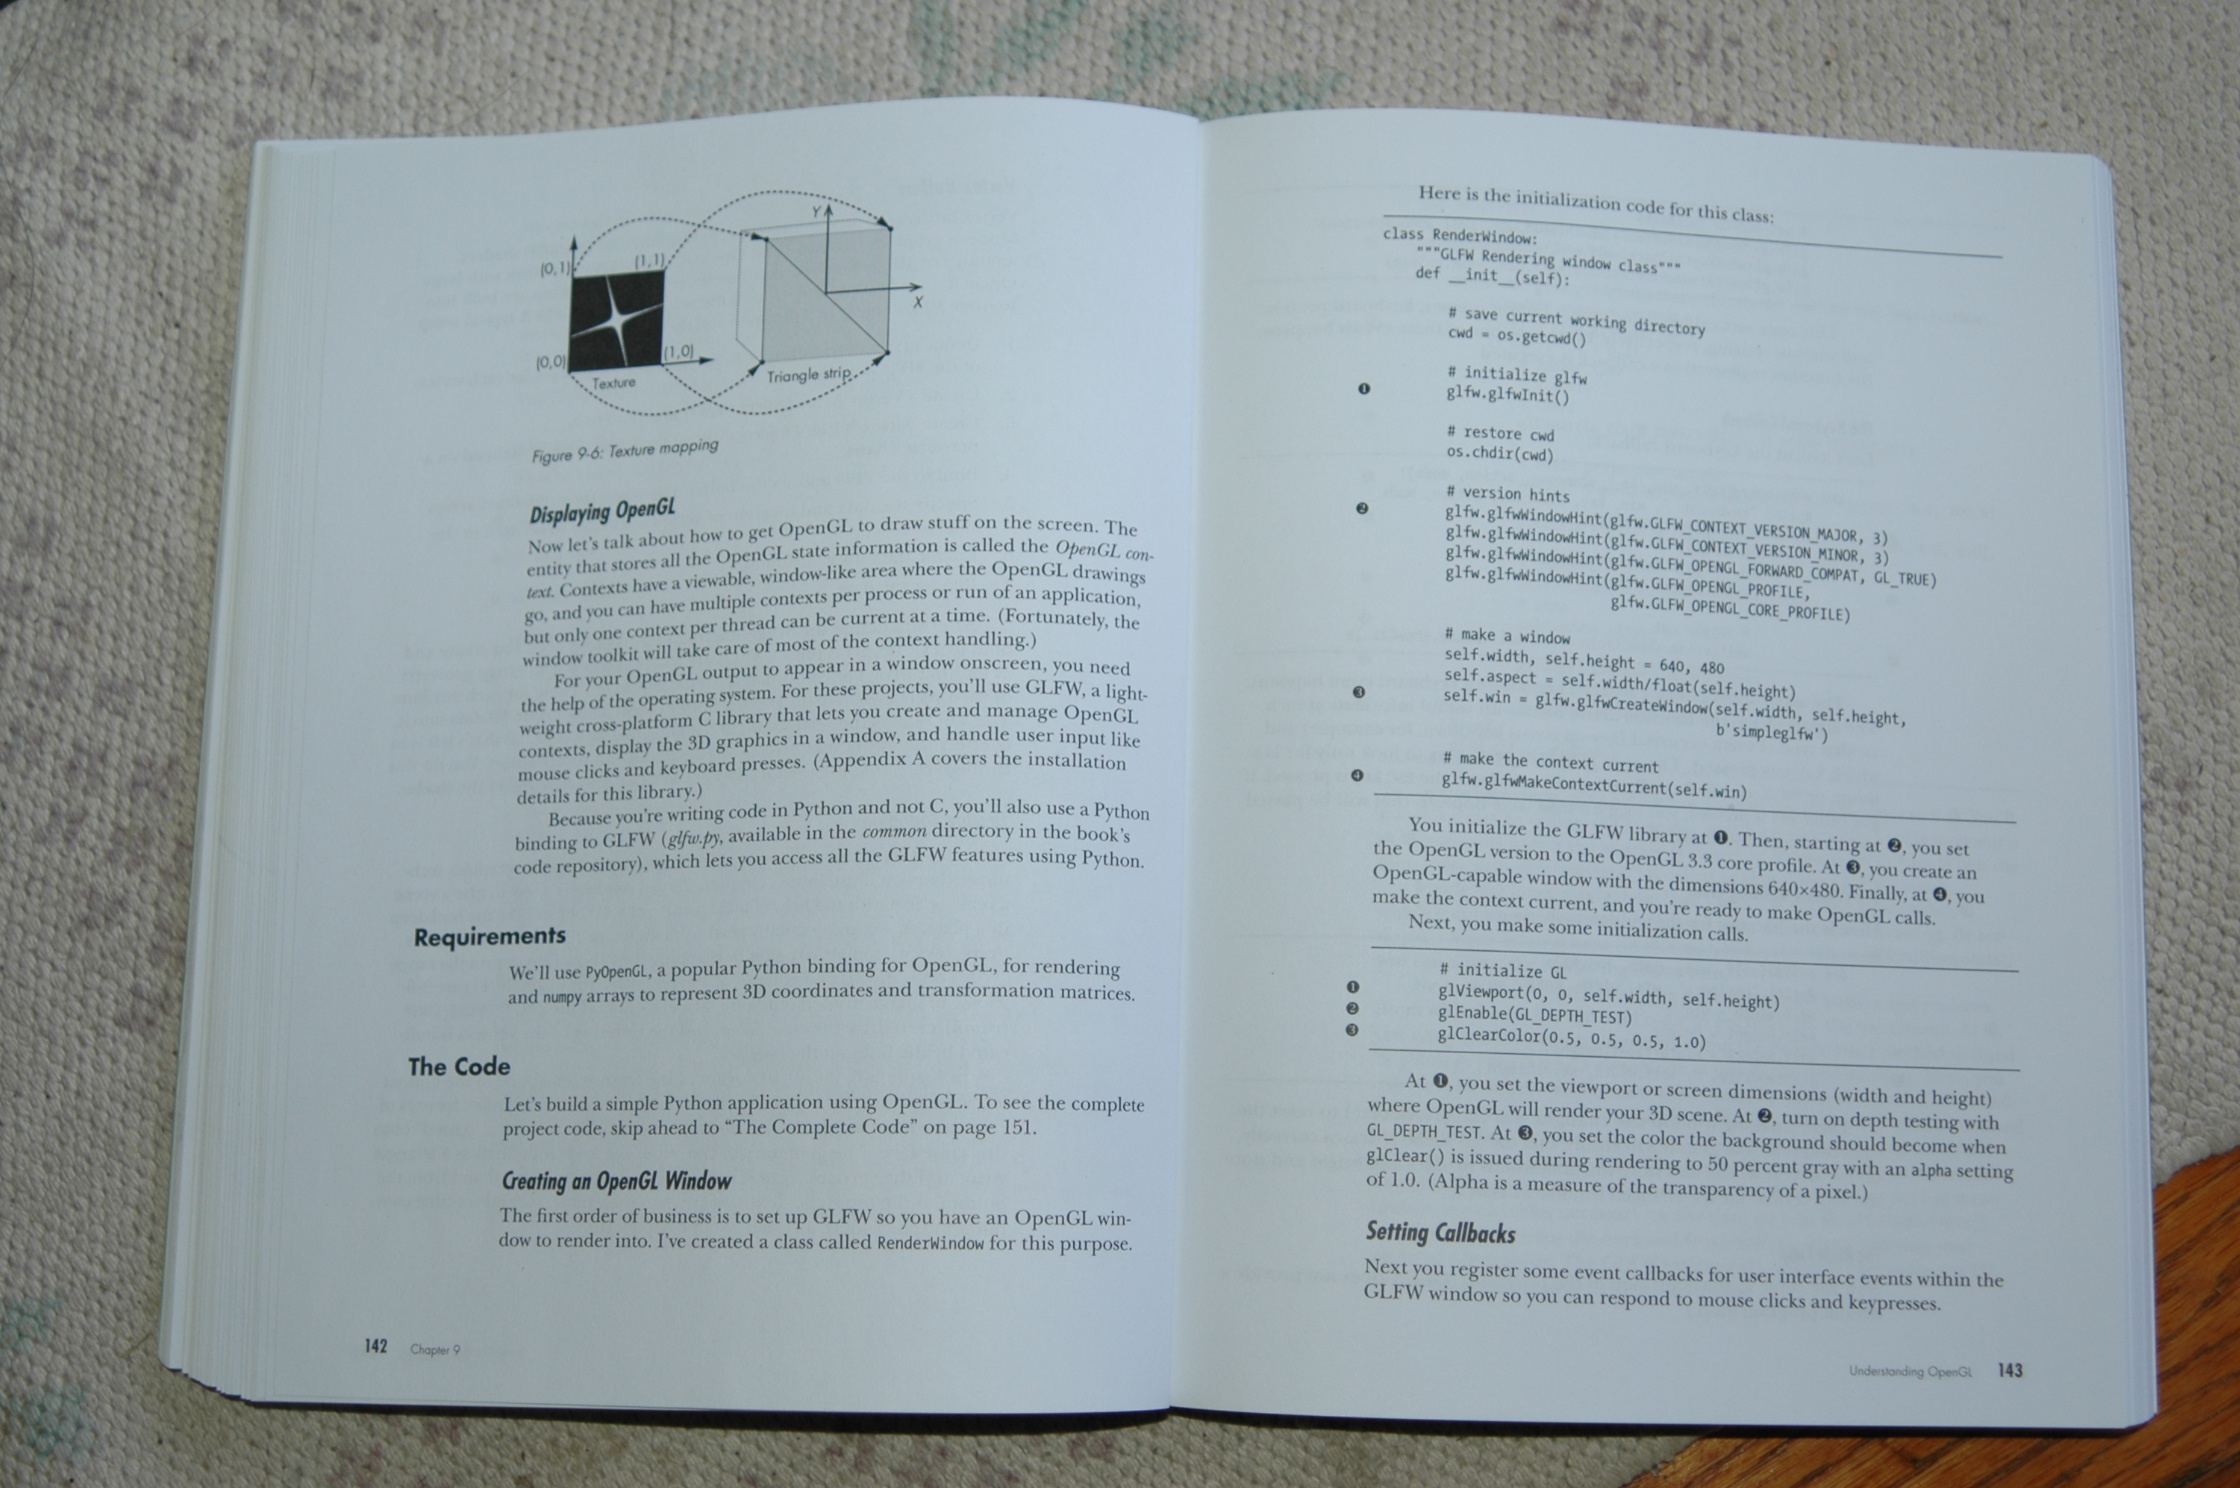 (0,1)
(1,1)
(0,0)
(1,0)
Texture
Y
X
Triangle strip
Figure 9-6: Texture mapping
Displaying OpenGL
Now let's talk about how to get OpenGL to draw stuff on the screen. The
entity that stores all the OpenGL state information is called the OpenGL con-
text. Contexts have a viewable, window-like area where the OpenGL drawings
go, and you can have multiple contexts per process or run of an application,
but only one context per thread can be current at a time. (Fortunately, the
window toolkit will take care of most of the context handling.)
For your OpenGL output to appear in a window onscreen, you need
the help of the operating system. For these projects, you'll use GLFW, a light-
weight cross-platform C library that lets you create and manage OpenGL
contexts, display the 3D graphics in a window, and handle user input like
mouse clicks and keyboard presses. (Appendix A covers the installation
details for this library.)
Because you're writing code in Python and not C, you'll also use a Python
binding to GLFW (glfw.py, available in the common directory in the book's
code repository), which lets you access all the GLFW features using Python.
Requirements
We'll use PyOpenGL, a popular Python binding for OpenGL, for rendering
and numpy arrays to represent 3D coordinates and transformation matrices.
The Code
Let's build a simple Python application using OpenGL. To see the complete
project code, skip ahead to “The Complete Code” on page 151.
Creating an OpenGL Window
The first order of business is to set up GLFW so you have an OpenGL win-
dow to render into. I've created a class called RenderWindow for this purpose.
142 Chapter 9
Here is the initialization code for this class:
class RenderWindow:
"""GLFW Rendering window class"""
def __init__(self):
# save current working directory
cwd = os.getcwd()
# initialize glfw
❶ glfw.glfwInit()
# restore cwd
os.chdir(cwd)
# version hints
❷ glfw.glfwWindowHint(glfw.GLFW_CONTEXT_VERSION_MAJOR, 3)
glfw.glfwWindowHint(glfw.GLFW_CONTEXT_VERSION_MINOR, 3)
glfw.glfwWindowHint(glfw.GLFW_OPENGL_FORWARD_COMPAT, GL_TRUE)
glfw.glfwWindowHint(glfw.GLFW_OPENGL_PROFILE,
glfw.GLFW_OPENGL_CORE_PROFILE)
# make a window
self.width, self.height = 640, 480
self.aspect = self.width/float(self.height)
❸ self.win = glfw.glfwCreateWindow(self.width, self.height,
b'simpleglfw')
# make the context current
❹ glfw.glfwMakeContextCurrent(self.win)
You initialize the GLFW library at ❶. Then, starting at ❷, you set
the OpenGL version to the OpenGL 3.3 core profile. At ❸, you create an
OpenGL-capable window with the dimensions 640×480. Finally, at ❹, you
make the context current, and you're ready to make OpenGL calls.
Next, you make some initialization calls.
# initialize GL
❶ glViewport(0, 0, self.width, self.height)
❷ glEnable(GL_DEPTH_TEST)
❸ glClearColor(0.5, 0.5, 0.5, 1.0)
At ❶, you set the viewport or screen dimensions (width and height)
where OpenGL will render your 3D scene. At ❷, turn on depth testing with
GL_DEPTH_TEST. At ❸, you set the color the background should become when
glClear() is issued during rendering to 50 percent gray with an alpha setting
of 1.0. (Alpha is a measure of the transparency of a pixel.)
Setting Callbacks
Next you register some event callbacks for user interface events within the
GLFW window so you can respond to mouse clicks and keypresses.
Understanding OpenGL 143